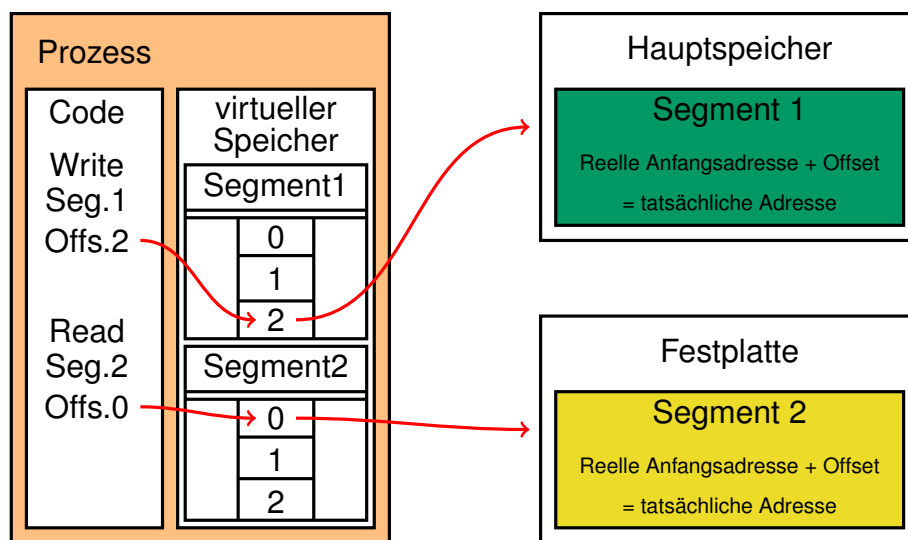 Prozess
Code
Write
Seg.1
Offs.2
Read
Seg.2
Offs.0
virtueller
Speicher
Segment1
0
1
2
Segment2
0
1
2
Hauptspeicher
Segment 1
Reelle Anfangsadresse + Offset
= tatsächliche Adresse
Festplatte
Segment 2
Reelle Anfangsadresse + Offset
= tatsächliche Adresse